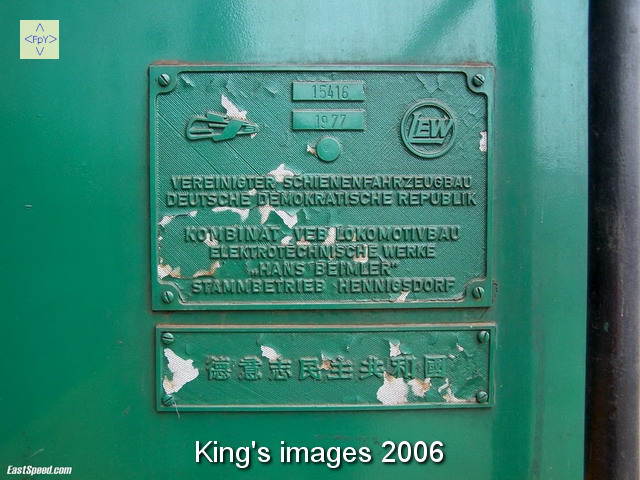 <FpY>
15416
1977
LEW
VEREINIGTER SCHIENENFAHRZEUGBAU
DEUTSCHE DEMOKRATISCHE REPUBLIK
KOMBINAT VEB LOKOMOTIVBAU
ELEKTROTECHNISCHE WERKE
„HANS BEIMLER"
STAMMBETRIEB HENNIGSDORF
德意志民主共和國
King's images 2006
EastSpeed.com